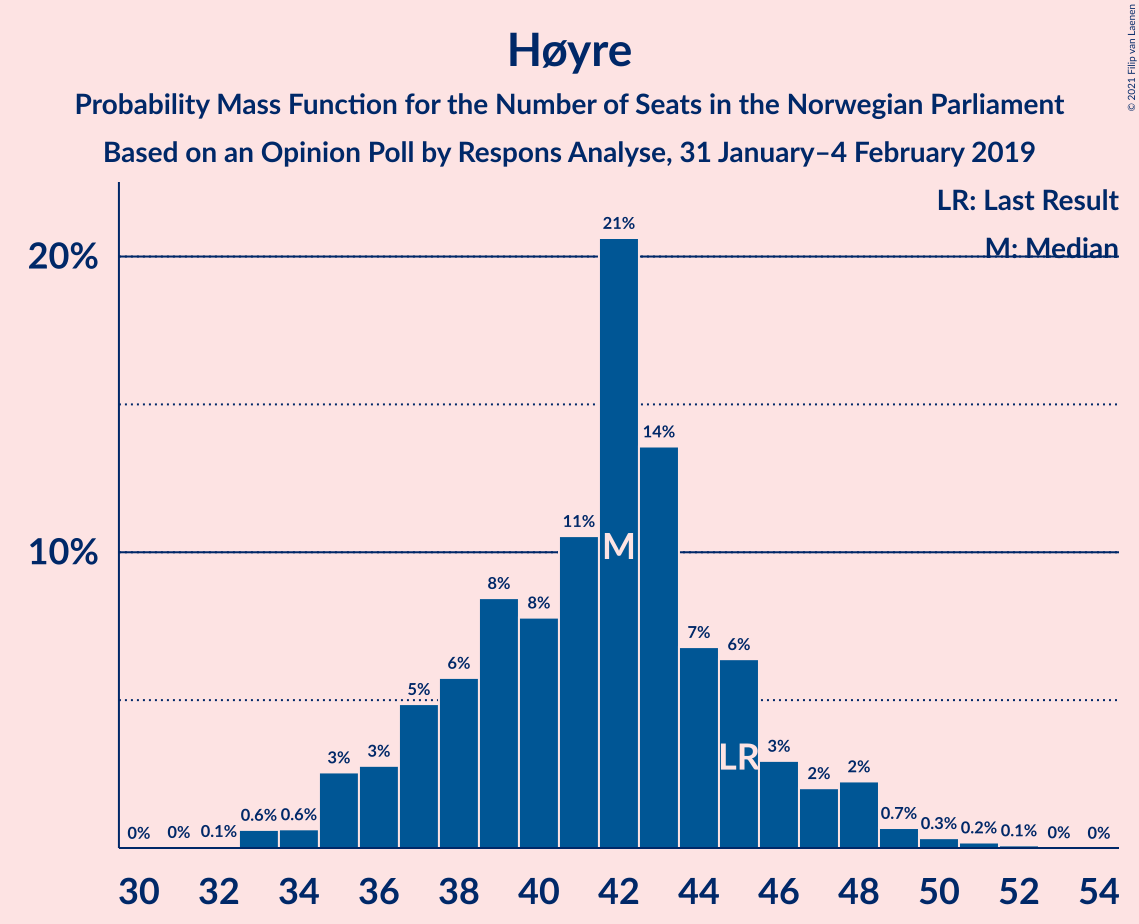 Høyre
Probability Mass Function for the Number of Seats in the Norwegian Parliament
Based on an Opinion Poll by Respons Analyse, 31 January–4 February 2019
© 2021 Filip van Laenen
LR: Last Result
M: Median
20%
10%
0% 0% 0.1% 0.6% 0.6% 3% 3% 5% 6% 8% 8% 11% 21% 14% 7% 6% 3% 2% 2% 0.7% 0.3% 0.2% 0.1% 0% 0%
M
LR
30 32 34 36 38 40 42 44 46 48 50 52 54